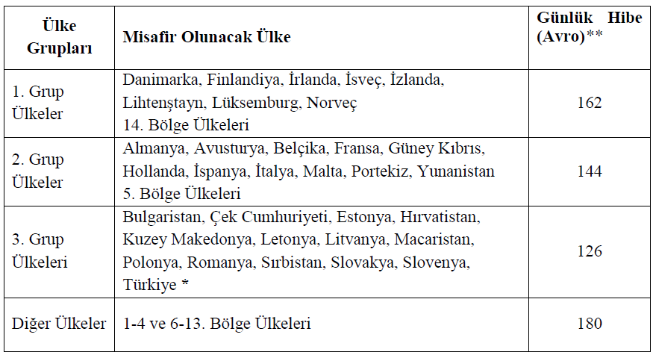 Ülke Grupları
Misafir Olunacak Ülke
Günlük Hibe (Avro)**
1. Grup Ülkeler
Danimarka, Finlandiya, İrlanda, İsveç, İzlanda,
Lihtenştayn, Lüksemburg, Norveç
14. Bölge Ülkeleri
162
2. Grup Ülkeler
Almanya, Avusturya, Belçika, Fransa, Güney Kıbrıs,
Hollanda, İspanya, İtalya, Malta, Portekiz, Yunanistan
5. Bölge Ülkeleri
144
3. Grup Ülkeleri
Bulgaristan, Çek Cumhuriyeti, Estonya, Hırvatistan,
Kuzey Makedonya, Letonya, Litvanya, Macaristan,
Polonya, Romanya, Sırbistan, Slovakya, Slovenya,
Türkiye *
126
Diğer Ülkeler
1-4 ve 6-13. Bölge Ülkeleri
180